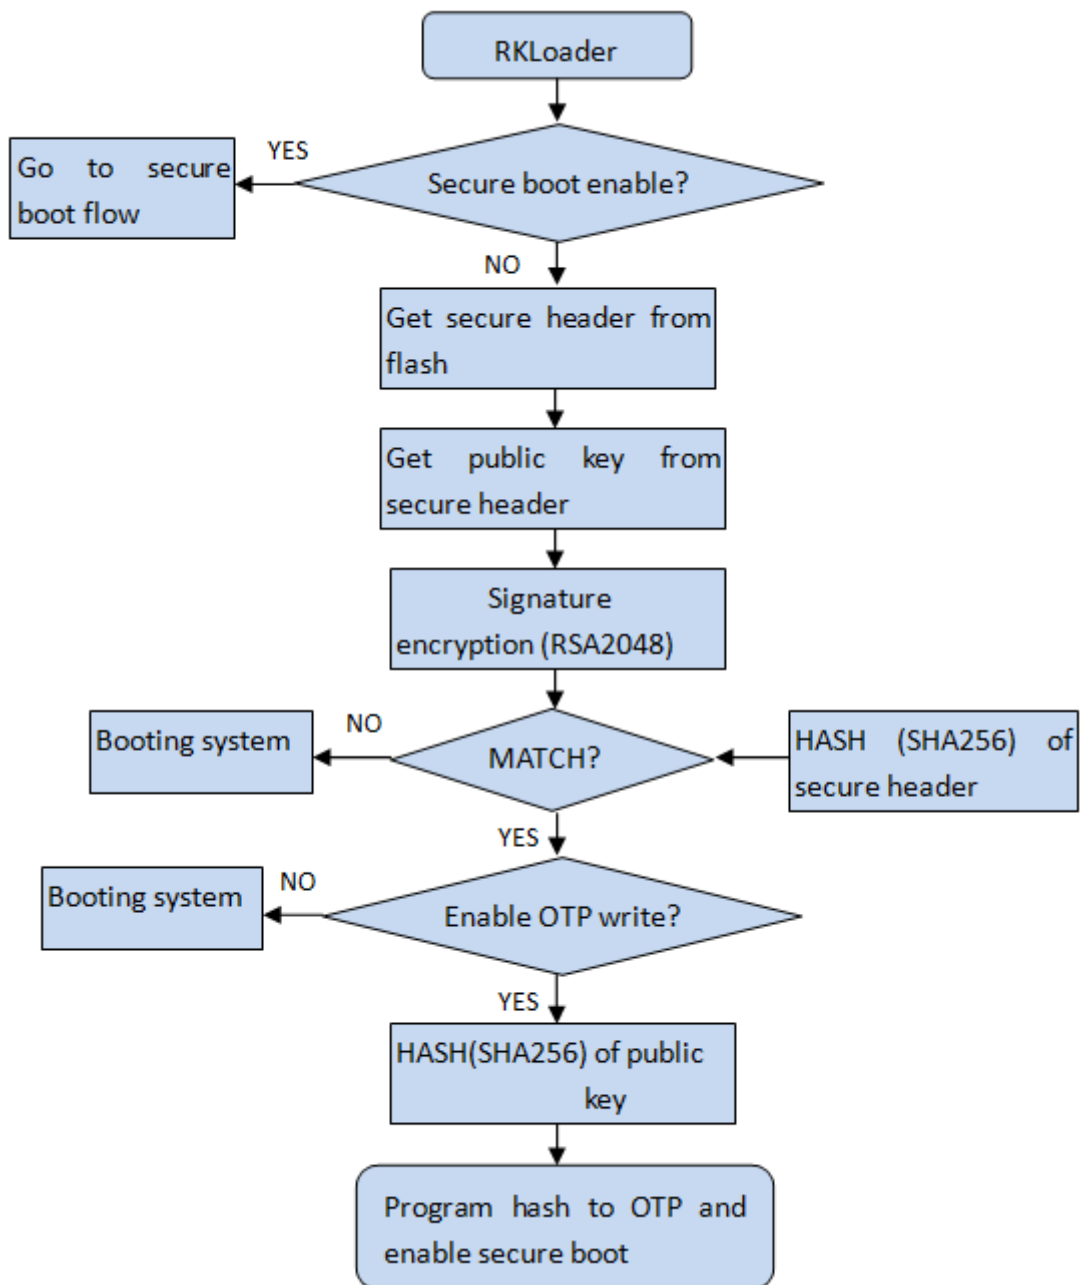 RKLoader
YES
Go to secure
boot flow
Secure boot enable?
NO
Get secure header from
flash
Get public key from
secure header
Signature
encryption (RSA2048)
NO
Booting system
MATCH?
HASH (SHA256) of
secure header
YES
NO
Booting system
Enable OTP write?
YES
HASH(SHA256) of public
key
Program hash to OTP and
enable secure boot